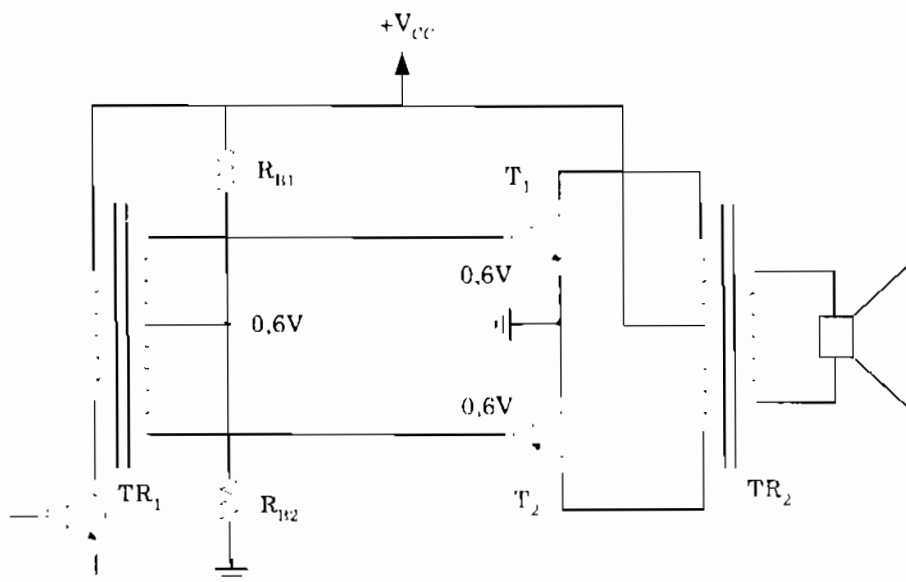 +V_CC
R_B1
T_1
0,6V
0,6V
0,6V
TR_1
R_B2
T_2
TR_2